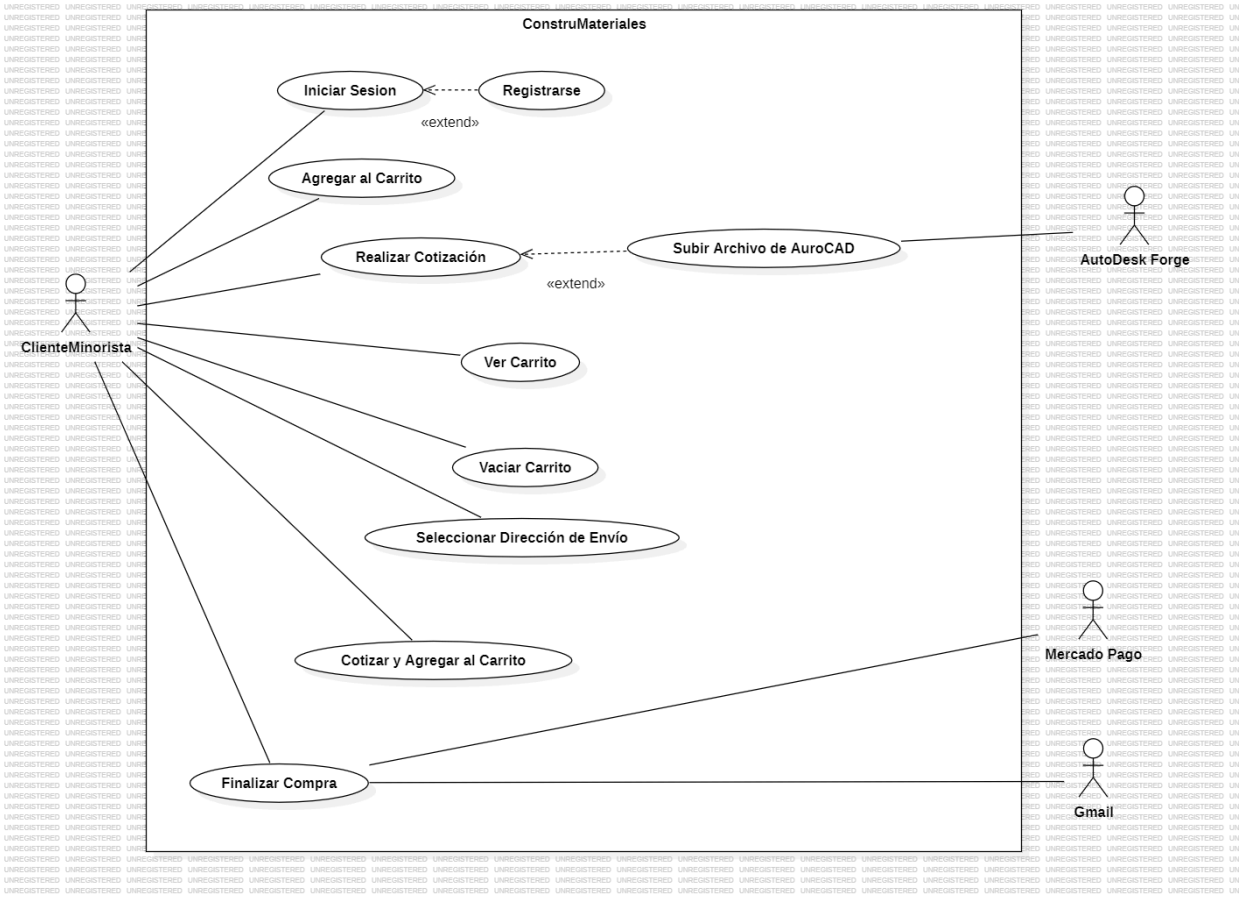 ConstruMateriales
Iniciar Sesion
Registrarse
«extend»
Agregar al Carrito
Realizar Cotización
Subir Archivo de AuroCAD
«extend»
AutoDesk Forge
ClienteMinorista
Ver Carrito
Vaciar Carrito
Seleccionar Dirección de Envío
Cotizar y Agregar al Carrito
Mercado Pago
Finalizar Compra
Gmail
UNREGISTERED